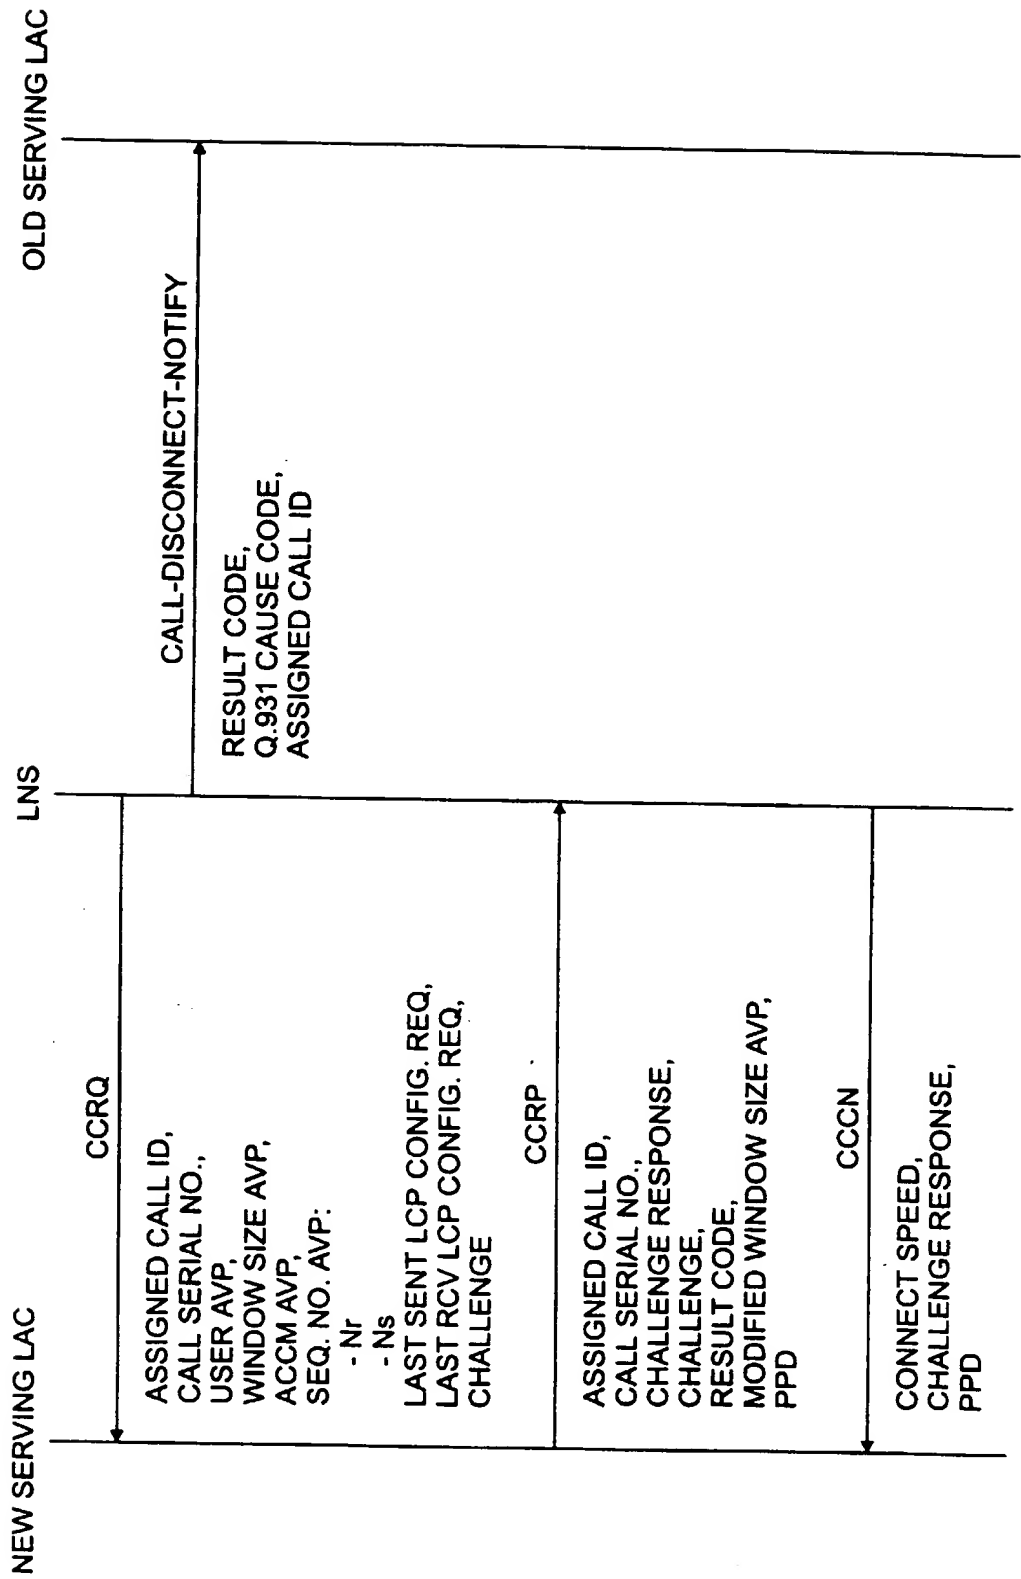 NEW SERVING LAC
LNS
OLD SERVING LAC
CCRQ
ASSIGNED CALL ID,
CALL SERIAL NO.,
USER AVP,
WINDOW SIZE AVP,
ACCM AVP,
SEQ. NO. AVP:
- Nr
- Ns
LAST SENT LCP CONFIG. REQ,
LAST RCV LCP CONFIG. REQ,
CHALLENGE
CALL-DISCONNECT-NOTIFY
RESULT CODE,
Q.931 CAUSE CODE,
ASSIGNED CALL ID
CCRP
ASSIGNED CALL ID,
CALL SERIAL NO.,
CHALLENGE RESPONSE,
CHALLENGE,
RESULT CODE,
MODIFIED WINDOW SIZE AVP,
PPD
CCCN
CONNECT SPEED,
CHALLENGE RESPONSE,
PPD